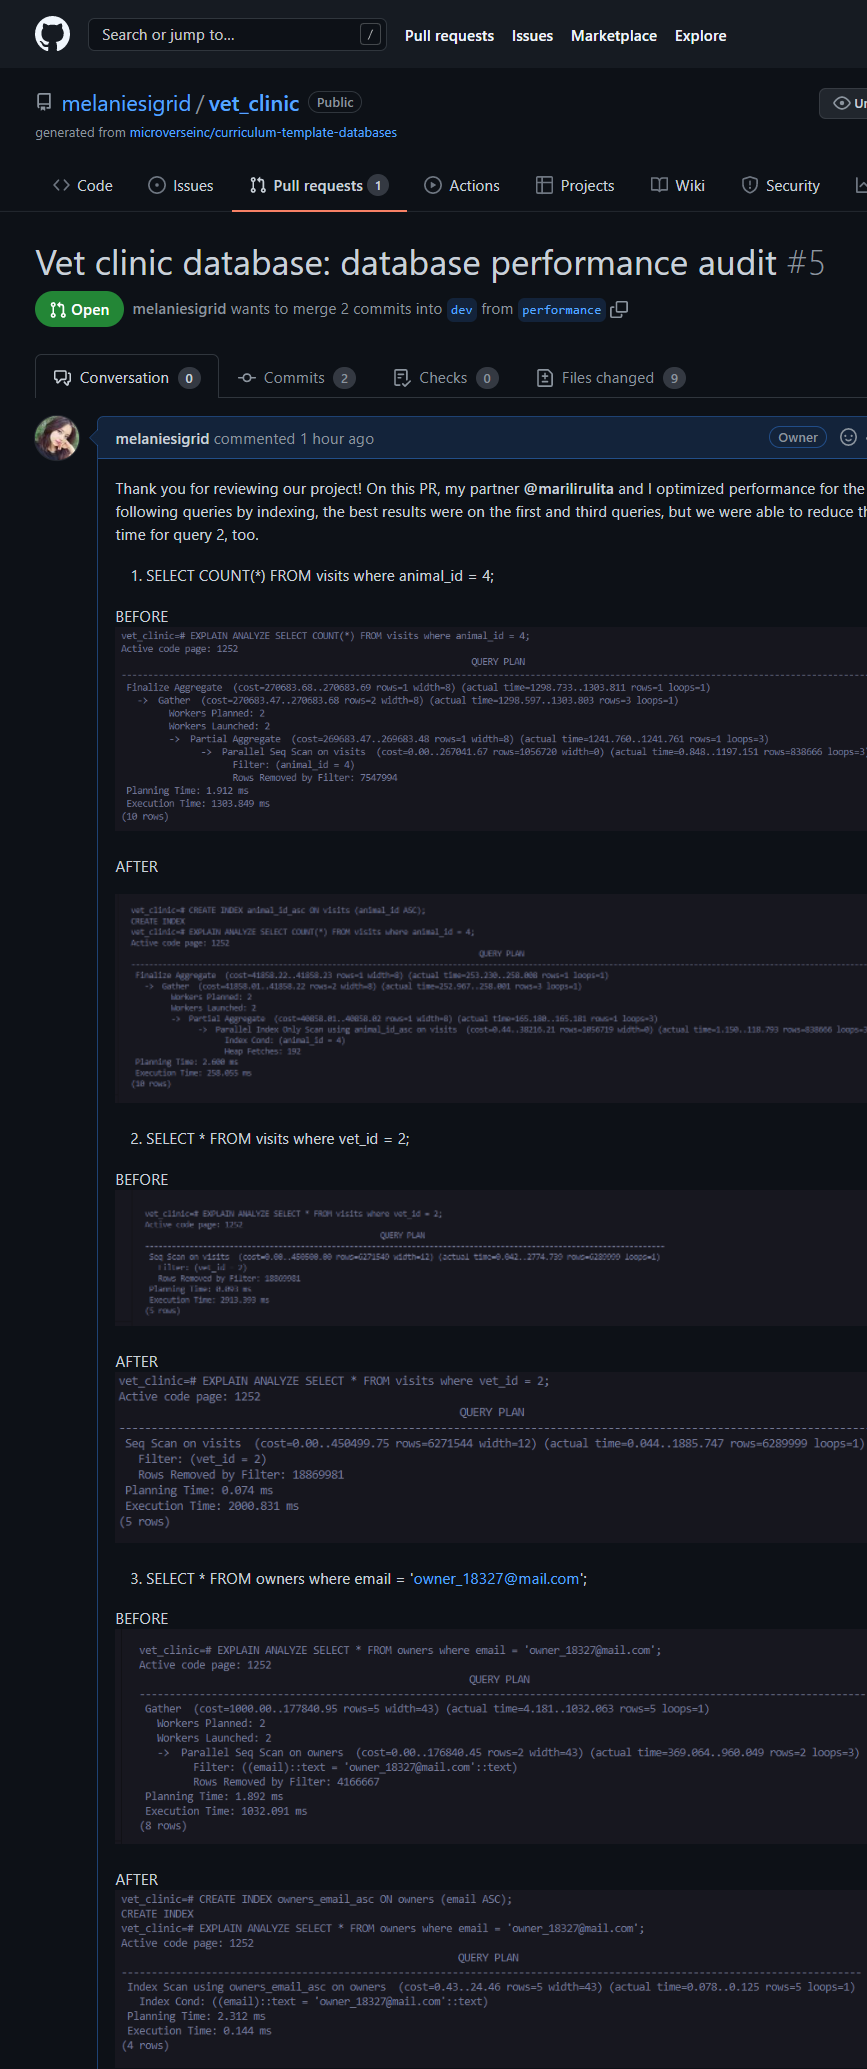 Search or jump to... /
Pull requests Issues Marketplace Explore
melaniesigrid / vet_clinic Public
generated from microverseinc/curriculum-template-databases
Code Issues Pull requests 1 Actions Projects Wiki Security
Vet clinic database: database performance audit #5
Open melaniesigrid wants to merge 2 commits into dev from performance
Conversation 0 Commits 2 Checks 0 Files changed 9
melaniesigrid commented 1 hour ago Owner
Thank you for reviewing our project! On this PR, my partner @marilirulita and I optimized performance for the
following queries by indexing, the best results were on the first and third queries, but we were able to reduce th
time for query 2, too.
1. SELECT COUNT(*) FROM visits where animal_id = 4;
BEFORE
vet_clinic=# EXPLAIN ANALYZE SELECT COUNT(*) FROM visits where animal_id = 4;
Active code page: 1252
QUERY PLAN
Finalize Aggregate (cost=270683.68..270683.69 rows=1 width=8) (actual time=1298.733..1303.811 rows=1 loops=1)
-> Gather (cost=270683.47..270683.68 rows=2 width=8) (actual time=1298.597..1303.803 rows=3 loops=1)
Workers Planned: 2
Workers Launched: 2
-> Partial Aggregate (cost=269683.47..269683.48 rows=1 width=8) (actual time=1241.760..1241.761 rows=1 loops=3)
-> Parallel Seq Scan on visits (cost=0.00..267041.67 rows=1056720 width=0) (actual time=0.848..1197.151 rows=838666 loops=3
Filter: (animal_id = 4)
Rows Removed by Filter: 7547994
Planning Time: 1.912 ms
Execution Time: 1303.849 ms
(10 rows)
AFTER
vet_clinic=# CREATE INDEX animal_id_asc ON visits (animal_id ASC);
CREATE INDEX
vet_clinic=# EXPLAIN ANALYZE SELECT COUNT(*) FROM visits where animal_id = 4;
Active code page: 1252
QUERY PLAN
Finalize Aggregate (cost=41858.22..41858.23 rows=1 width=8) (actual time=253.230..258.008 rows=1 loops=1)
-> Gather (cost=41858.01..41858.22 rows=2 width=8) (actual time=252.967..258.001 rows=3 loops=1)
Workers Planned: 2
Workers Launched: 2
-> Partial Aggregate (cost=40858.01..40858.02 rows=1 width=8) (actual time=165.180..165.181 rows=1 loops=3)
-> Parallel Index Only Scan using animal_id_asc on visits (cost=0.44..38216.21 rows=1056719 width=0) (actual time=1.150..118.793 rows=838666 loops=3
Index Cond: (animal_id = 4)
Heap Fetches: 192
Planning Time: 2.600 ms
Execution Time: 258.055 ms
(10 rows)
2. SELECT * FROM visits where vet_id = 2;
BEFORE
vet_clinic=# EXPLAIN ANALYZE SELECT * FROM visits where vet_id = 2;
Active code page: 1252
QUERY PLAN
Seq Scan on visits (cost=0.00..450500.00 rows=6271549 width=12) (actual time=0.042..2774.739 rows=6289999 loops=1)
Filter: (vet_id = 2)
Rows Removed by Filter: 18869981
Planning Time: 0.093 ms
Execution Time: 2913.393 ms
(5 rows)
AFTER
vet_clinic=# EXPLAIN ANALYZE SELECT * FROM visits where vet_id = 2;
Active code page: 1252
QUERY PLAN
Seq Scan on visits (cost=0.00..450499.75 rows=6271544 width=12) (actual time=0.044..1885.747 rows=6289999 loops=1)
Filter: (vet_id = 2)
Rows Removed by Filter: 18869981
Planning Time: 0.074 ms
Execution Time: 2000.831 ms
(5 rows)
3. SELECT * FROM owners where email = 'owner_18327@mail.com';
BEFORE
vet_clinic=# EXPLAIN ANALYZE SELECT * FROM owners where email = 'owner_18327@mail.com';
Active code page: 1252
QUERY PLAN
Gather (cost=1000.00..177840.95 rows=5 width=43) (actual time=4.181..1032.063 rows=5 loops=1)
Workers Planned: 2
Workers Launched: 2
-> Parallel Seq Scan on owners (cost=0.00..176840.45 rows=2 width=43) (actual time=369.064..960.049 rows=2 loops=3)
Filter: ((email)::text = 'owner_18327@mail.com'::text)
Rows Removed by Filter: 4166667
Planning Time: 1.892 ms
Execution Time: 1032.091 ms
(8 rows)
AFTER
vet_clinic=# CREATE INDEX owners_email_asc ON owners (email ASC);
CREATE INDEX
vet_clinic=# EXPLAIN ANALYZE SELECT * FROM owners where email = 'owner_18327@mail.com';
Active code page: 1252
QUERY PLAN
Index Scan using owners_email_asc on owners (cost=0.43..24.46 rows=5 width=43) (actual time=0.078..0.125 rows=5 loops=1)
Index Cond: ((email)::text = 'owner_18327@mail.com'::text)
Planning Time: 2.312 ms
Execution Time: 0.144 ms
(4 rows)